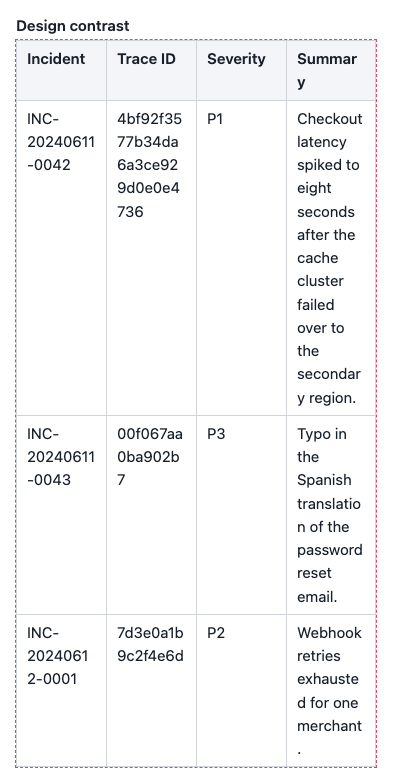 Design contrast
Incident
Trace ID
Severity
Summar
y
INC-
20240611
-0042
4bf92f35
77b34da
6a3ce92
9d0e0e4
736
P1
Checkout
latency
spiked to
eight
seconds
after the
cache
cluster
failed
over to
the
secondar
y region.
INC-
20240611
-0043
00f067aa
0ba902b
7
P3
Typo in
the
Spanish
translatio
n of the
password
reset
email.
INC-
2024061
2-0001
7d3e0a1b
9c2f4e6d
P2
Webhook
retries
exhauste
d for one
merchant
.